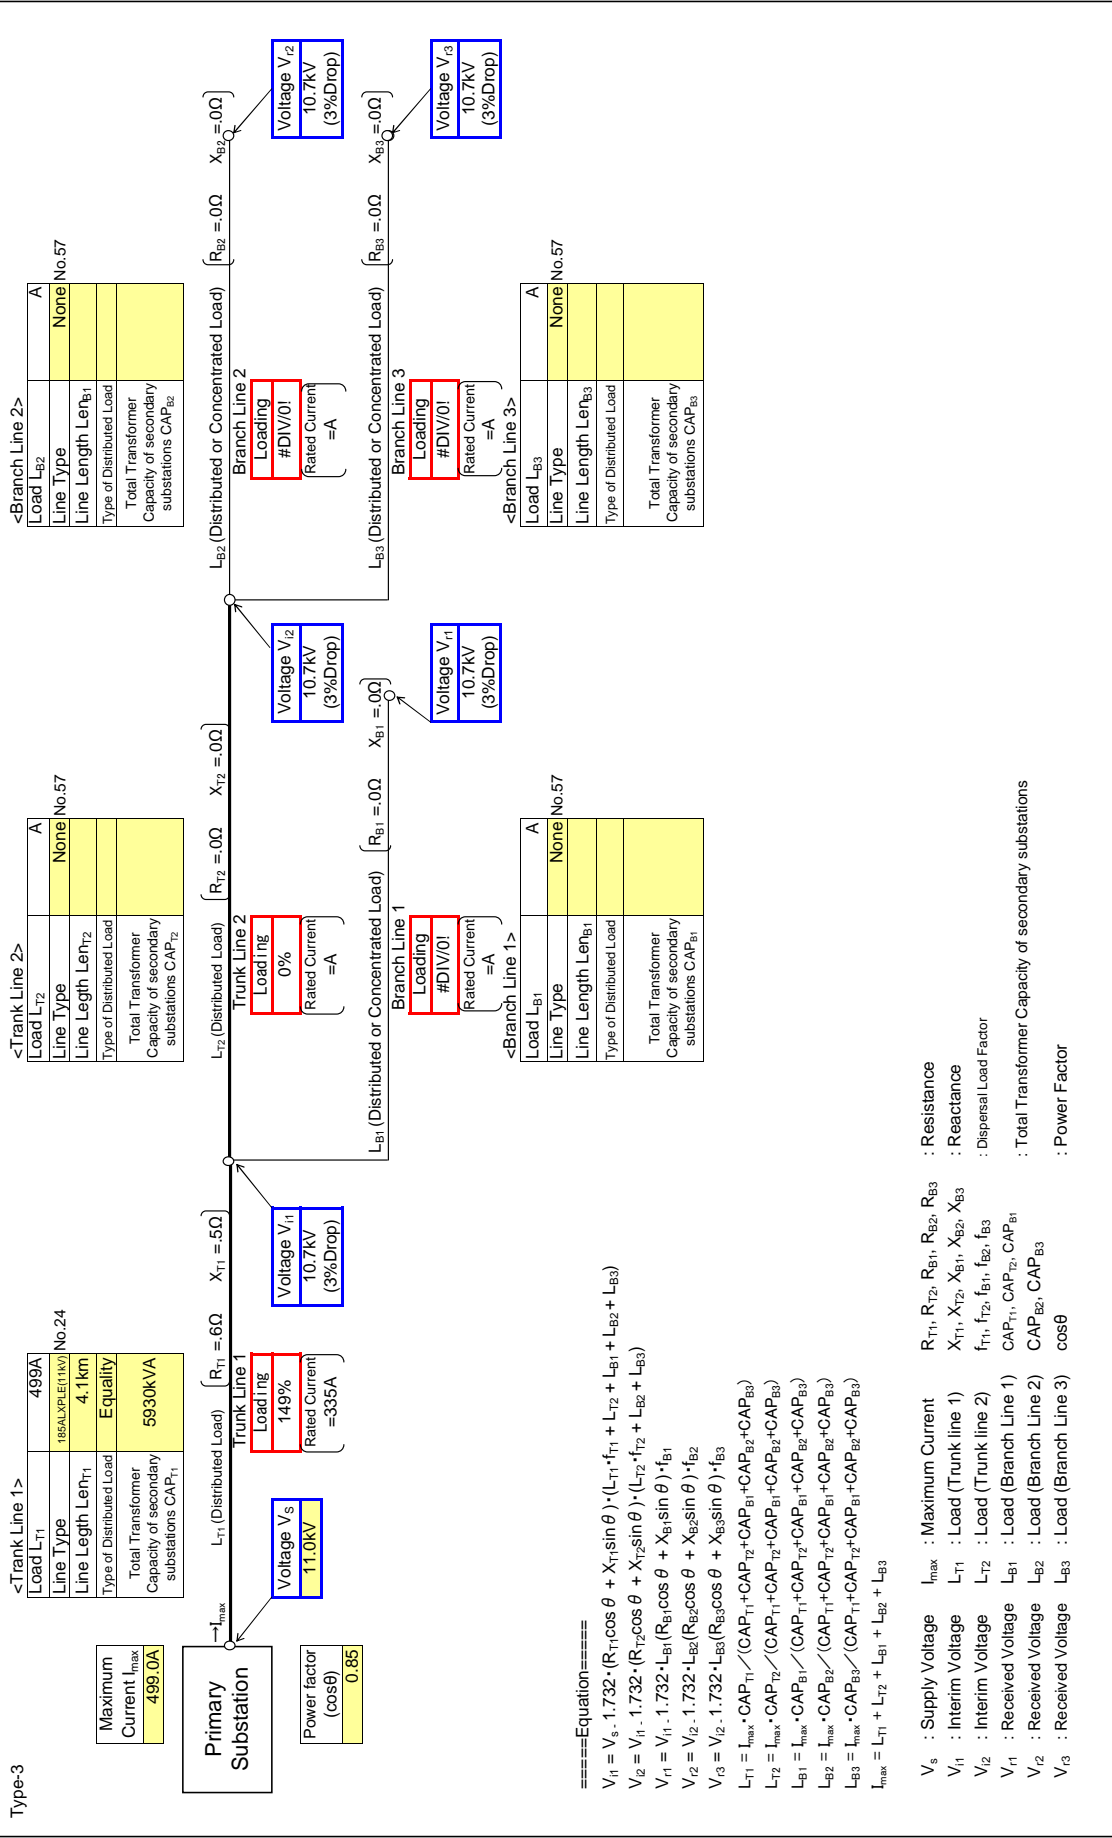 Type-3
Maximum
Current Imax
499.0A
Primary
Substation
Power factor
(cosθ)
0.85
→Imax
Voltage VS
11.0kV
<Trank Line 1>
Load LT1 499A
Line Type 185ALXPLE(11kV) No.24
Line Legth LenT1 4.1km
Type of Distributed Load Equality
Total Transformer
Capacity of secondary
substations CAPT1
5930kVA
LT1 (Distributed Load)
RT1 =.6Ω XT1 =.5Ω
Trunk Line 1
Loading
149%
Rated Current
=335A
Voltage Vi1
10.7kV
(3%Drop)
<Trank Line 2>
Load LT2 A
Line Type None No.57
Line Legth LenT2
Type of Distributed Load
Total Transformer
Capacity of secondary
substations CAPT2
LT2 (Distributed Load)
RT2 =.0Ω XT2 =.0Ω
Trunk Line 2
Loading
0%
Rated Current
=A
Voltage Vi2
10.7kV
(3%Drop)
LB1 (Distributed or Concentrated Load)
RB1 =.0Ω XB1 =.0Ω
Branch Line 1
Loading
#DIV/0!
Rated Current
=A
Voltage Vr1
10.7kV
(3%Drop)
<Branch Line 1>
Load LB1 A
Line Type None No.57
Line Length LenB1
Type of Distributed Load
Total Transformer
Capacity of secondary
substations CAPB1
<Branch Line 2>
Load LB2 A
Line Type None No.57
Line Length LenB1
Type of Distributed Load
Total Transformer
Capacity of secondary
substations CAPB2
LB2 (Distributed or Concentrated Load)
RB2 =.0Ω XB2 =.0Ω
Branch Line 2
Loading
#DIV/0!
Rated Current
=A
Voltage Vr2
10.7kV
(3%Drop)
LB3 (Distributed or Concentrated Load)
RB3 =.0Ω XB3 =.0Ω
Branch Line 3
Loading
#DIV/0!
Rated Current
=A
Voltage Vr3
10.7kV
(3%Drop)
<Branch Line 3>
Load LB3 A
Line Type None No.57
Line Length LenB3
Type of Distributed Load
Total Transformer
Capacity of secondary
substations CAPB3
=====Equation=====
Vi1 = Vs - 1.732・(RT1cos θ + XT1sin θ)・(LT1・fT1 + LT2 + LB1 + LB2 + LB3)
Vi2 = Vi1 - 1.732・(RT2cos θ + XT2sin θ)・(LT2・fT2 + LB2 + LB3)
Vr1 = Vi1 - 1.732・LB1(RB1cos θ + XB1sin θ)・fB1
Vr2 = Vi2 - 1.732・LB2(RB2cos θ + XB2sin θ)・fB2
Vr3 = Vi2 - 1.732・LB3(RB3cos θ + XB3sin θ)・fB3
LT1 = Imax・CAPT1／(CAPT1+CAPT2+CAPB1+CAPB2+CAPB3)
LT2 = Imax・CAPT2／(CAPT1+CAPT2+CAPB1+CAPB2+CAPB3)
LB1 = Imax・CAPB1／(CAPT1+CAPT2+CAPB1+CAPB2+CAPB3)
LB2 = Imax・CAPB2／(CAPT1+CAPT2+CAPB1+CAPB2+CAPB3)
LB3 = Imax・CAPB3／(CAPT1+CAPT2+CAPB1+CAPB2+CAPB3)
Imax = LT1 + LT2 + LB1 + LB2 + LB3
Vs : Supply Voltage Imax : Maximum Current RT1, RT2, RB1, RB2, RB3 : Resistance
Vi1 : Interim Voltage LT1 : Load (Trunk line 1) XT1, XT2, XB1, XB2, XB3 : Reactance
Vi2 : Interim Voltage LT2 : Load (Trunk line 2) fT1, fT2, fB1, fB2, fB3 : Dispersal Load Factor
Vr1 : Received Voltage LB1 : Load (Branch Line 1) CAPT1, CAPT2, CAPB1 : Total Transformer Capacity of secondary substations
Vr2 : Received Voltage LB2 : Load (Branch Line 2) CAPB2, CAPB3
Vr3 : Received Voltage LB3 : Load (Branch Line 3) cosθ : Power Factor